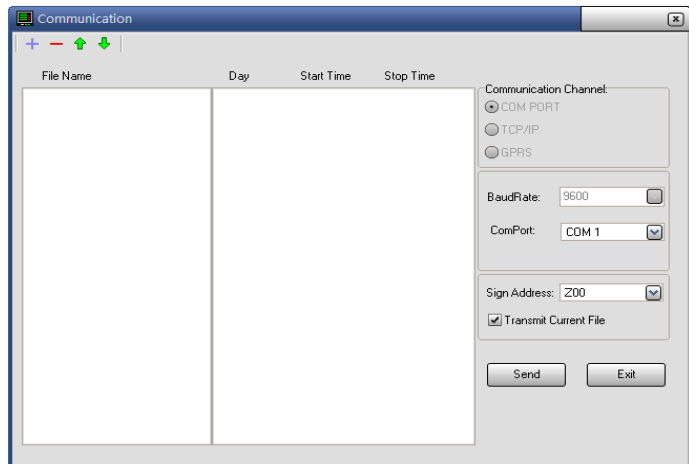 Communication
File Name Day Start Time Stop Time
Communication Channel:
COM PORT
TCP/IP
GPRS
BaudRate: 9600
ComPort: COM 1
Sign Address: Z00
Transmit Current File
Send Exit